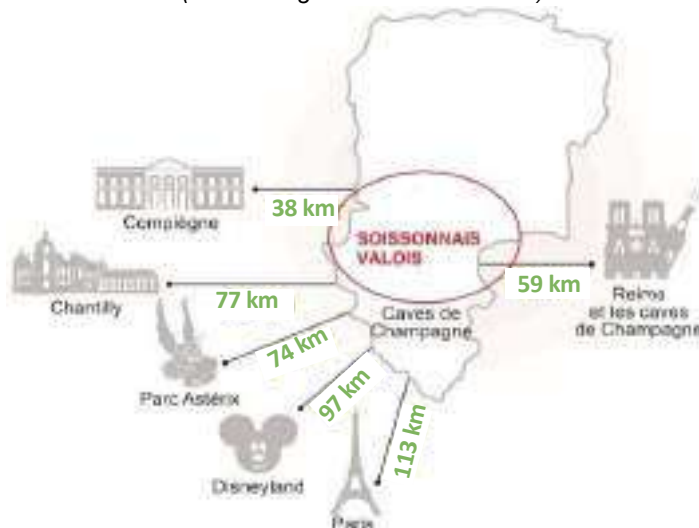 38 km
Compiègne
SOISSONNAIS
VALOIS
59 km
Reims
et les caves
de Champagne
Chantilly
77 km
Caves de
Champagne
74 km
Parc Astérix
97 km
113 km
Disneyland
Paris